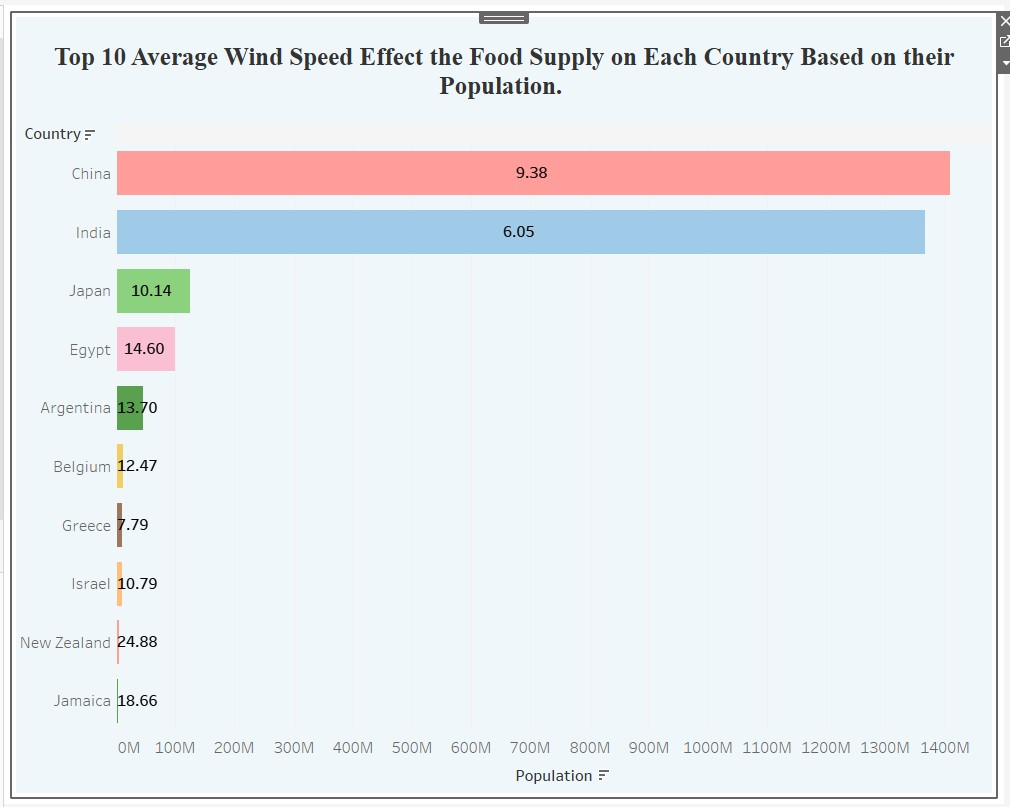 Top 10 Average Wind Speed Effect the Food Supply on Each Country Based on their
Population.
Country
China 9.38
India 6.05
Japan 10.14
Egypt 14.60
Argentina 13.70
Belgium 12.47
Greece 7.79
Israel 10.79
New Zealand 24.88
Jamaica 18.66
0M 100M 200M 300M 400M 500M 600M 700M 800M 900M 1000M 1100M 1200M 1300M 1400M
Population